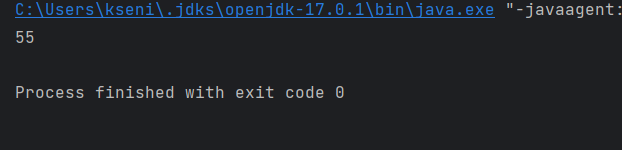 C:\Users\kseni\.jdks\openjdk-17.0.1\bin\java.exe "-javaagent:
55
Process finished with exit code 0